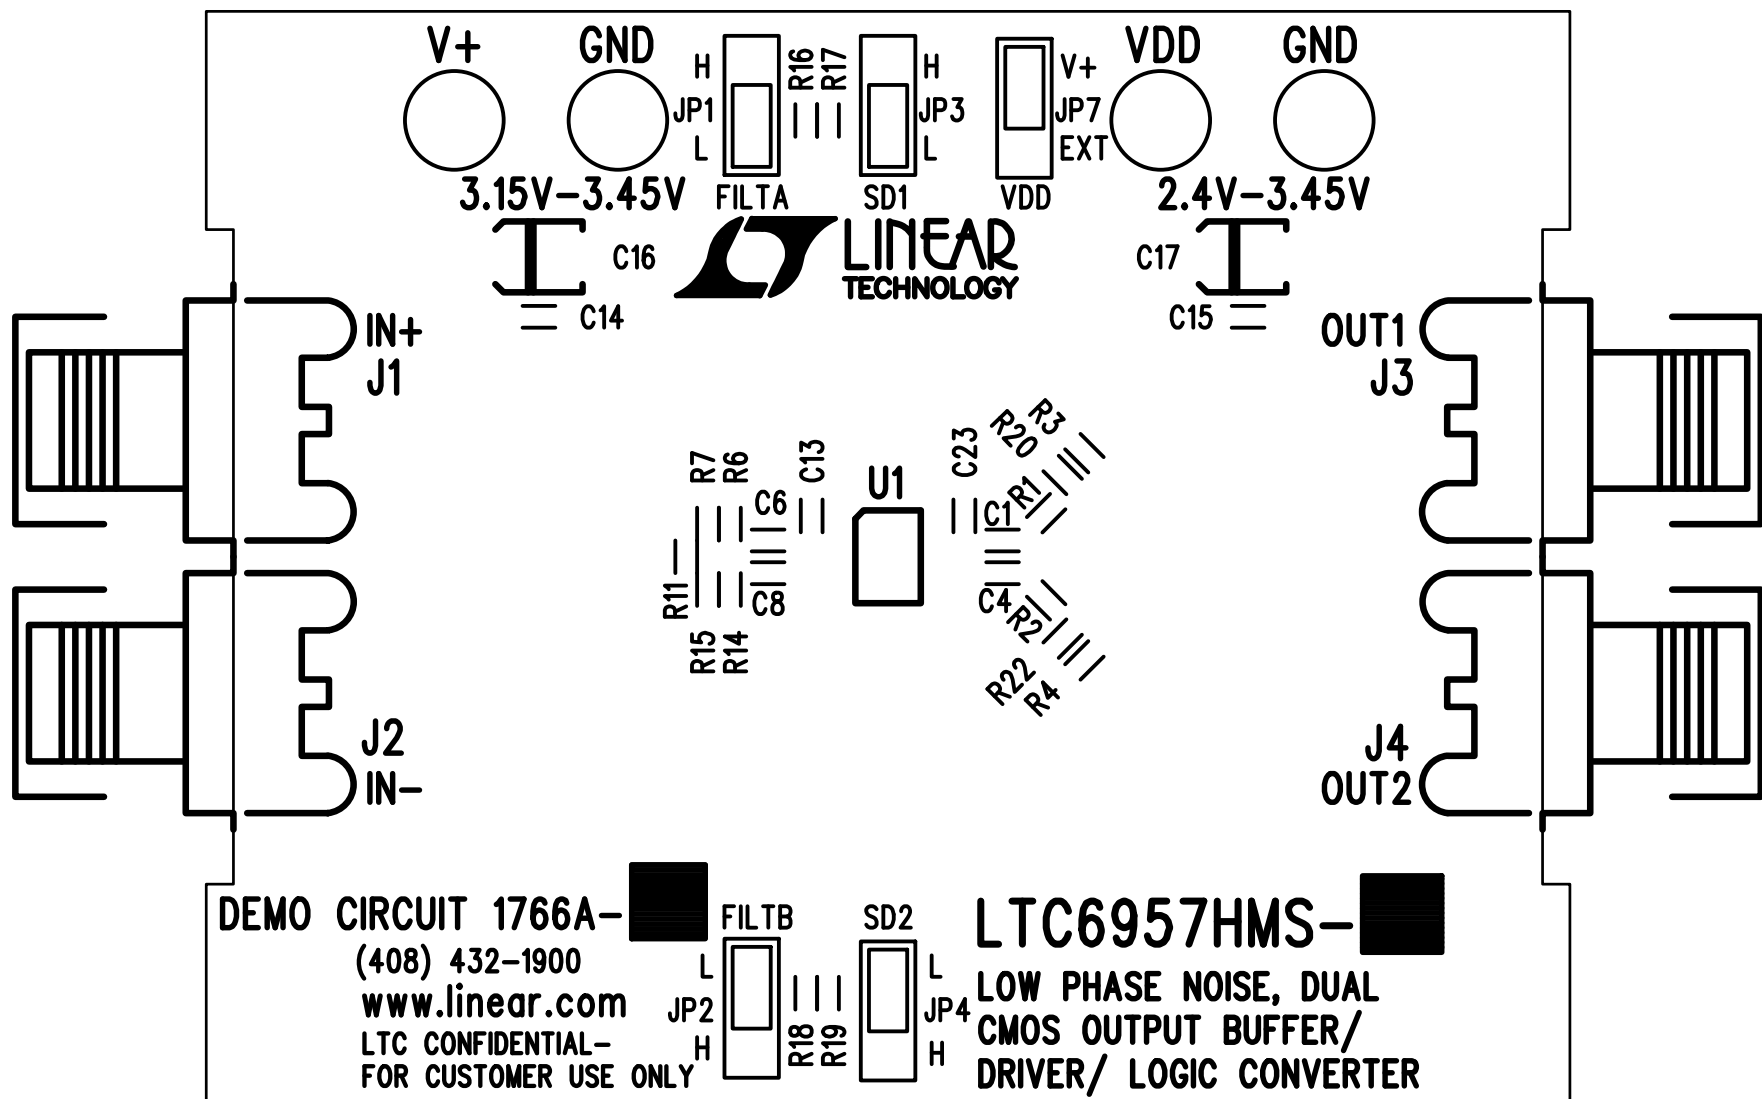 V+
GND
VDD
GND
H
JP1
L
FILTA
R16
R17
H
JP3
L
SD1
V+
JP7
EXT
VDD
3.15V-3.45V
2.4V-3.45V
C16
C14
LINEAR
TECHNOLOGY
C17
C15
IN+
J1
OUT1
J3
R7
R6
C13
C6
U1
C23
R20
R3
R1
C1
R11
C8
R15
R14
C4
R2
R22
R4
J2
IN-
J4
OUT2
DEMO CIRCUIT 1766A-
(408) 432-1900
www.linear.com
LTC CONFIDENTIAL-
FOR CUSTOMER USE ONLY
FILTB
L
JP2
H
R18
R19
SD2
L
JP4
H
LTC6957HMS-
LOW PHASE NOISE, DUAL
CMOS OUTPUT BUFFER/
DRIVER/ LOGIC CONVERTER